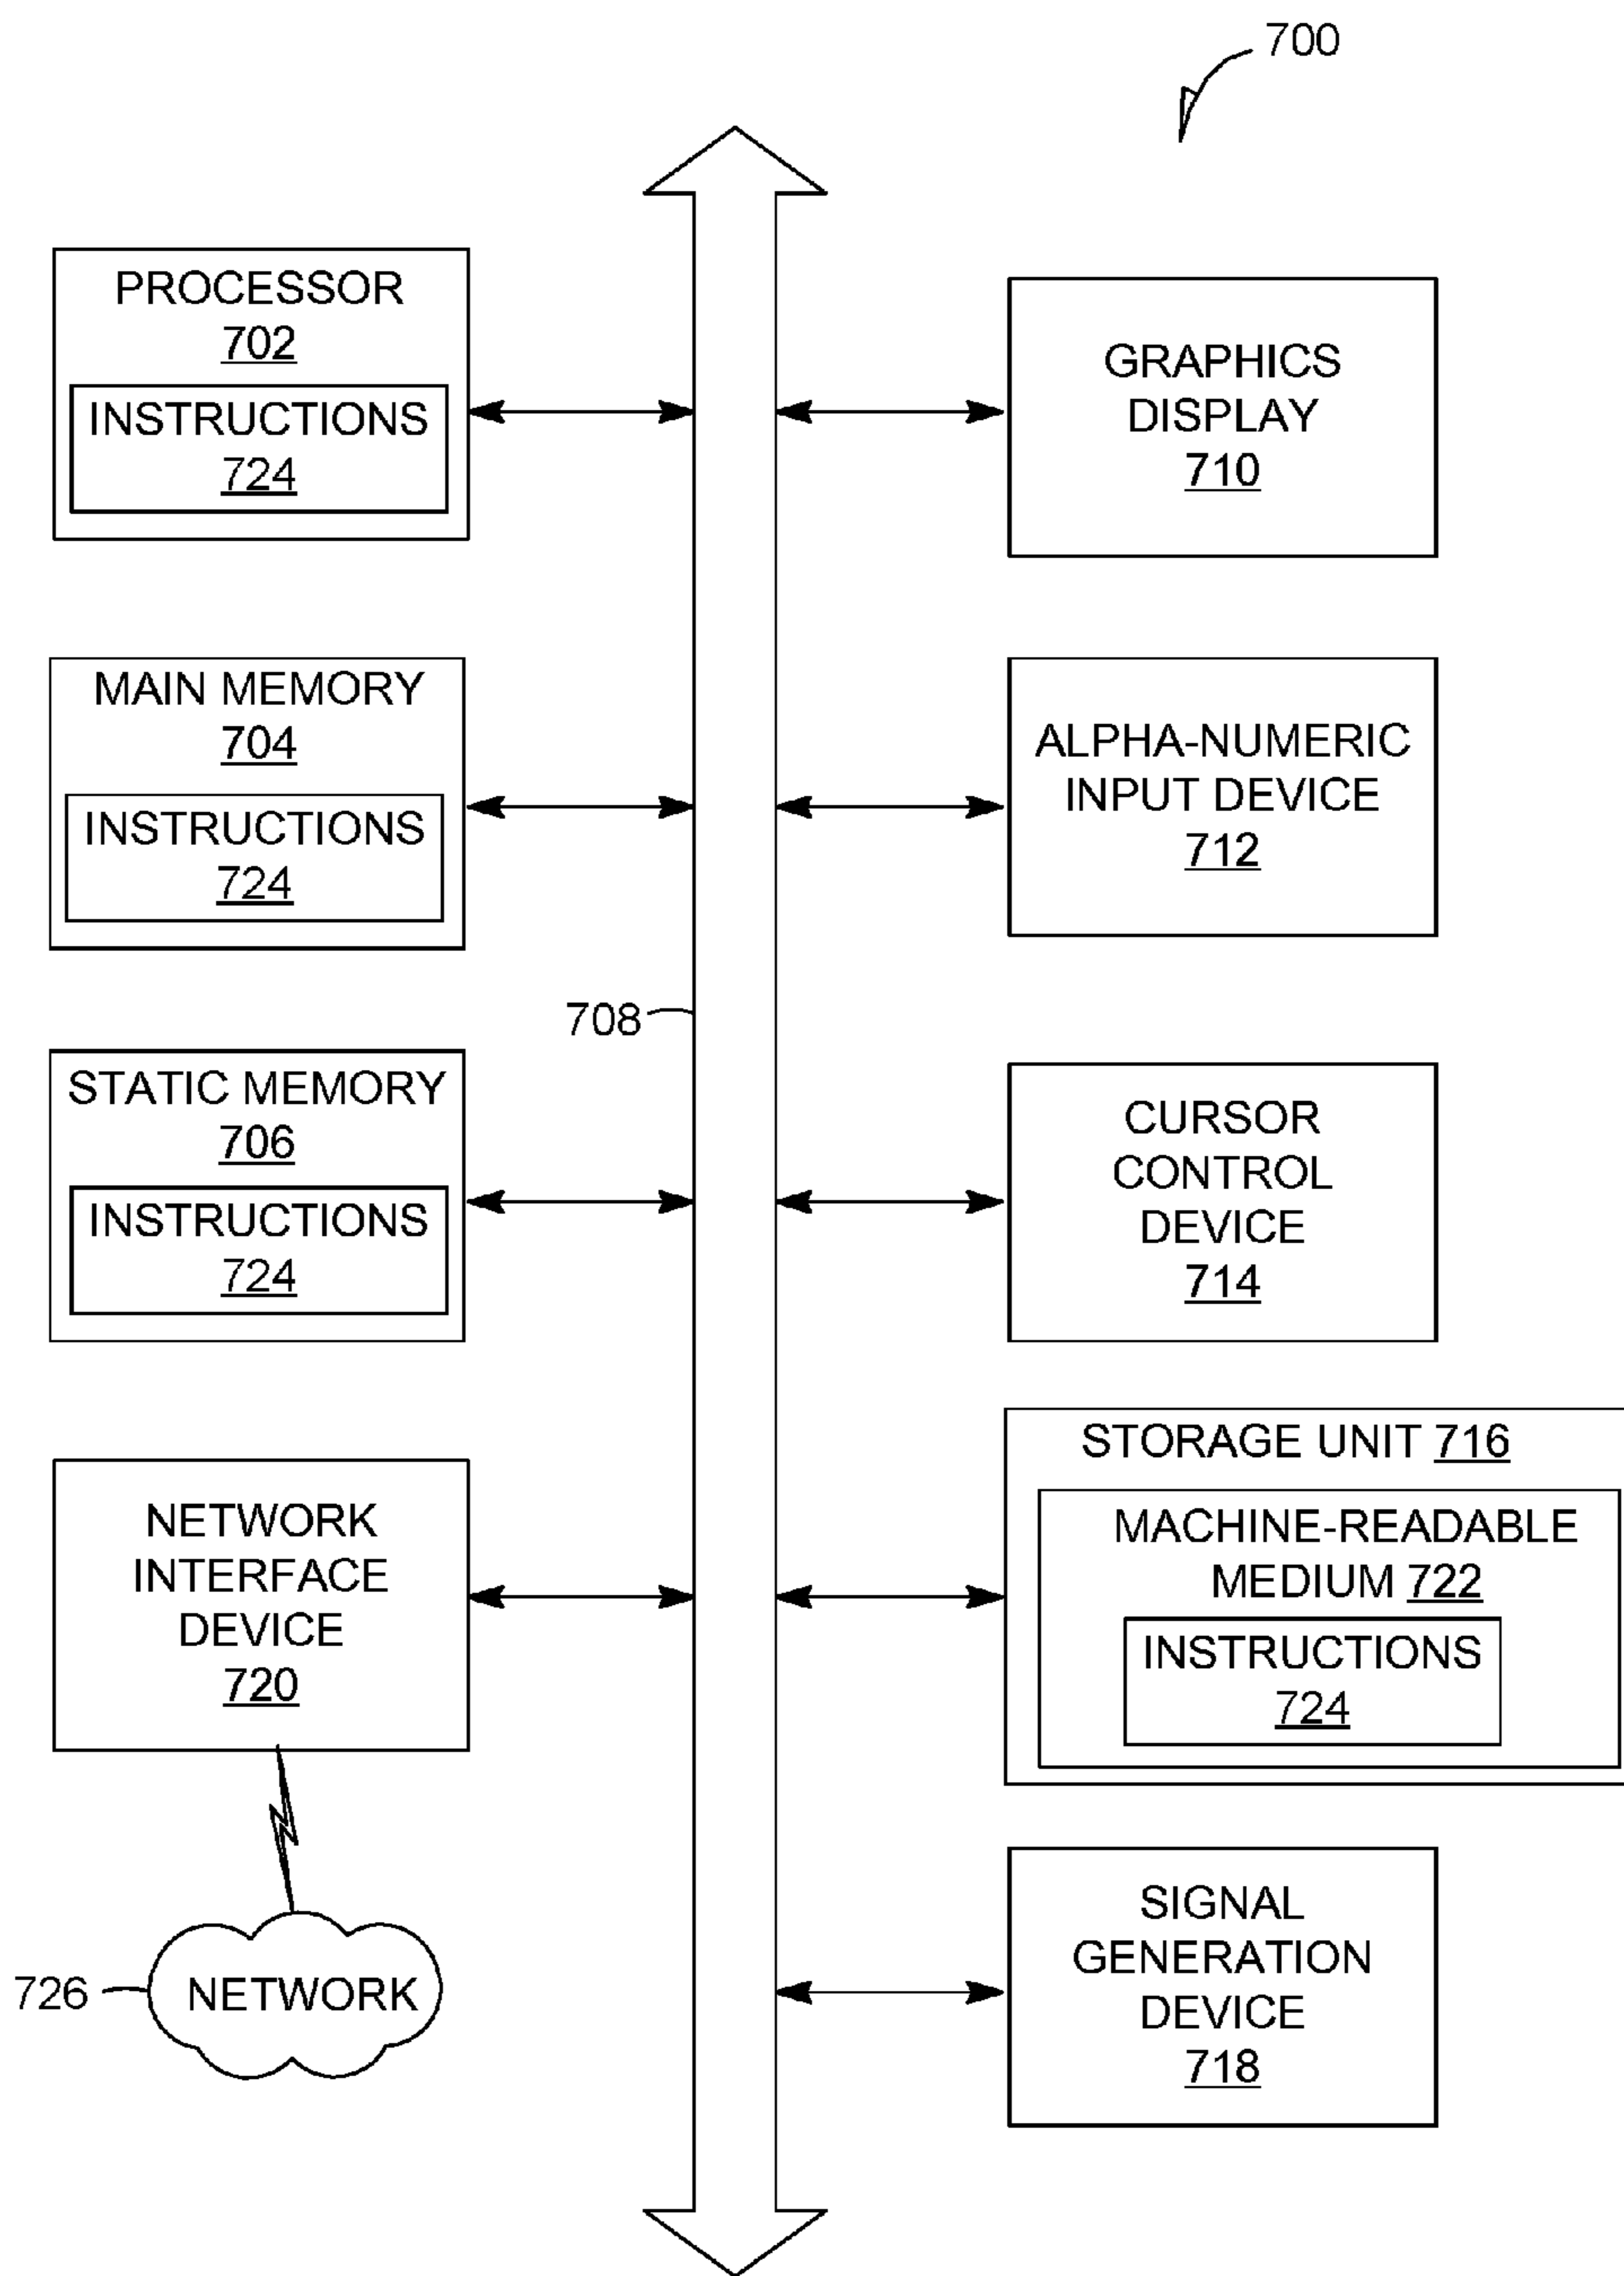 700
PROCESSOR
702
INSTRUCTIONS
724
GRAPHICS
DISPLAY
710
MAIN MEMORY
704
INSTRUCTIONS
724
ALPHA-NUMERIC
INPUT DEVICE
712
708
STATIC MEMORY
706
INSTRUCTIONS
724
CURSOR
CONTROL
DEVICE
714
NETWORK
INTERFACE
DEVICE
720
STORAGE UNIT 716
MACHINE-READABLE
MEDIUM 722
INSTRUCTIONS
724
726
NETWORK
SIGNAL
GENERATION
DEVICE
718